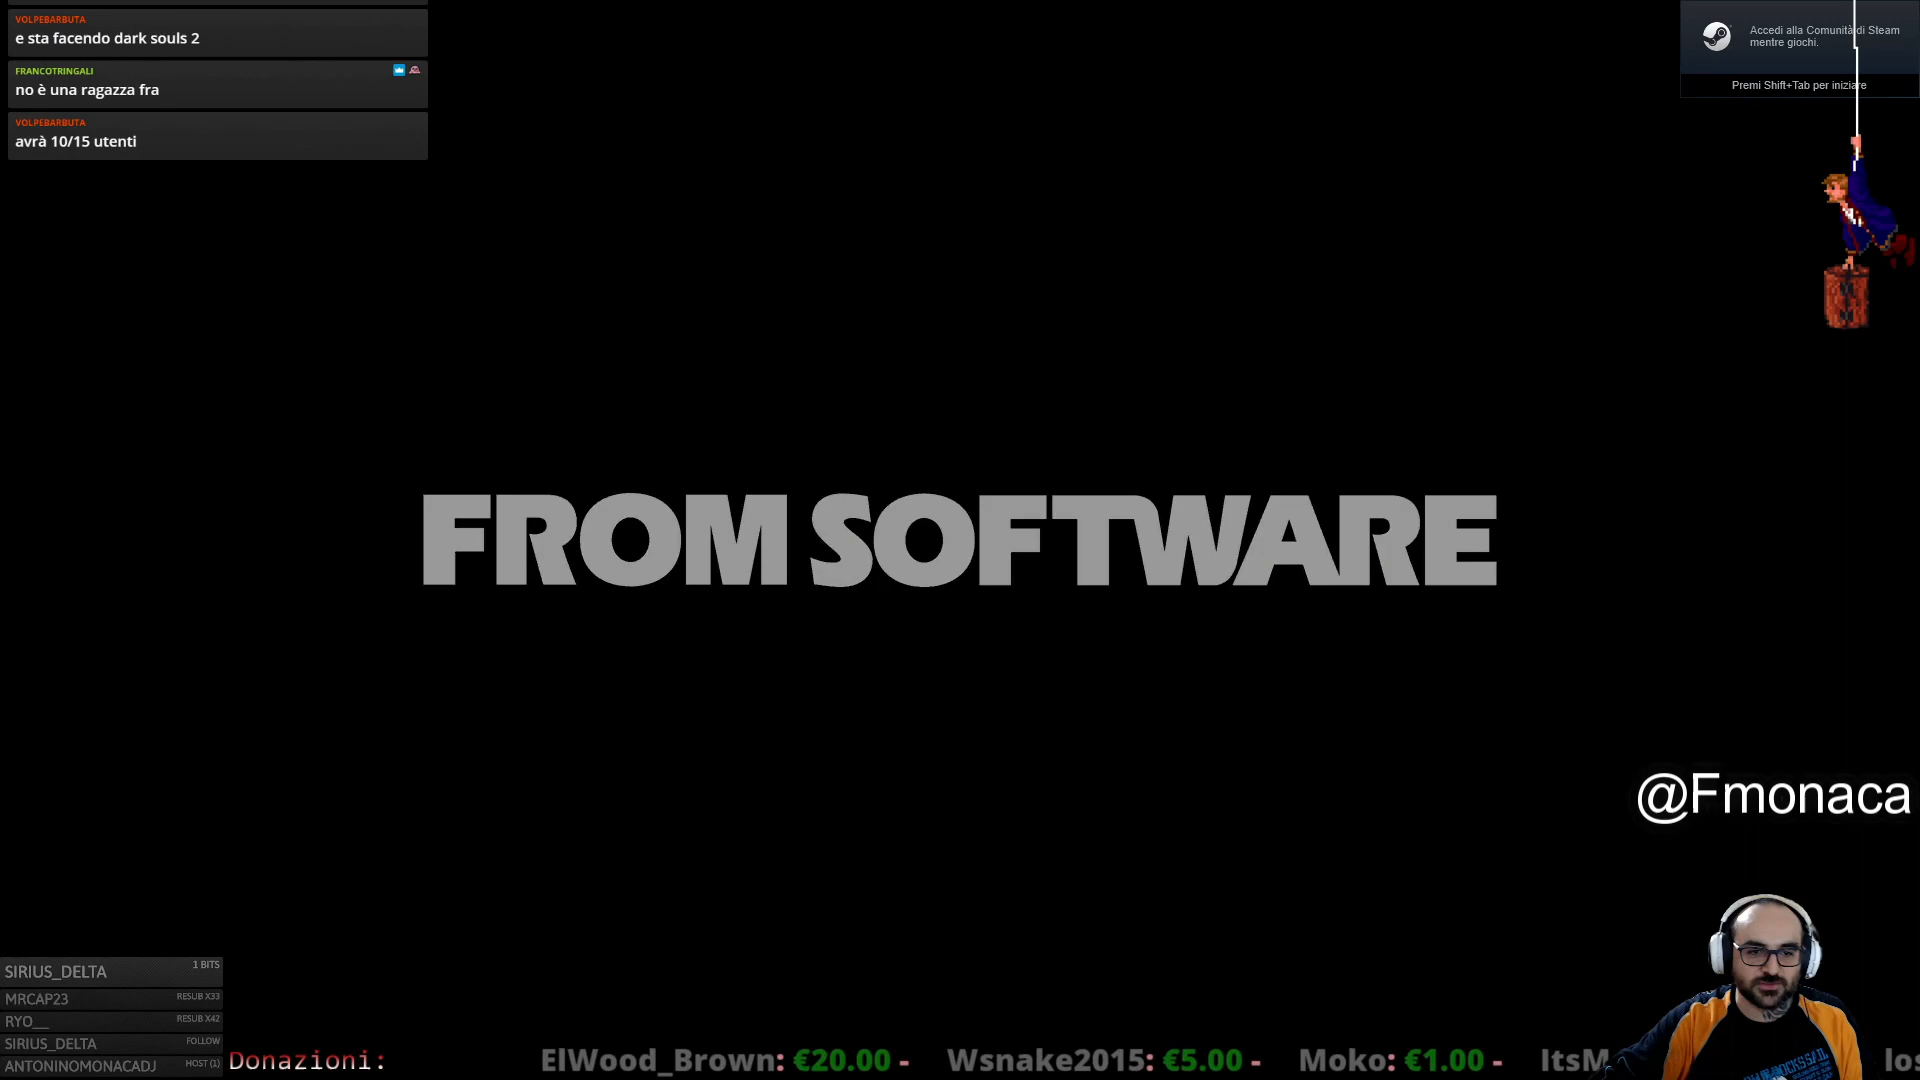 VOLPEBARBUTA
e sta facendo dark souls 2
FRANCOTRINGALI
no è una ragazza fra
VOLPEBARBUTA
avrà 10/15 utenti
Accedi alla Comunità di Steam
mentre giochi.
Premi Shift+Tab per iniziare
FROM SOFTWARE
@Fmonaca
SIRIUS_DELTA 1 BITS
MRCAP23 RESUB X33
RYO__ RESUB X42
SIRIUS_DELTA FOLLOW
ANTONINOMONACADJ HOST (1)
Donazioni: ElWood_Brown: €20.00 - Wsnake2015: €5.00 - Moko: €1.00 - ItsM los